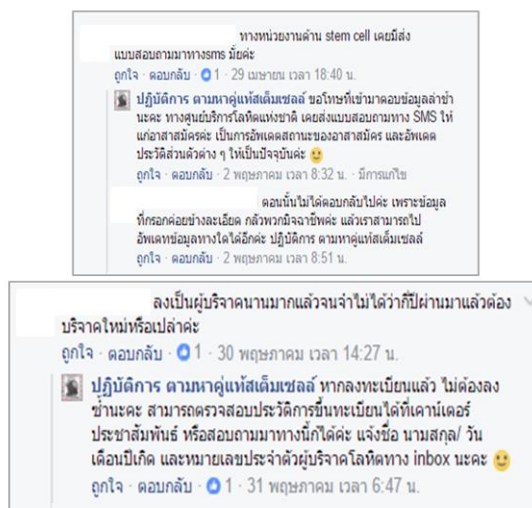 ทางหน่วยงานด้าน stem cell เคยมีส่ง
แบบสอบถามมาทางsms มั้ยค่ะ
ถูกใจ · ตอบกลับ · 1 · 29 เมษายน เวลา 18:40 น.
ปฏิบัติการ ตามหาคู่แท้สเต็มเซลล์ ขอโทษที่เข้ามาตอบข้อมูลล่าช้า
นะคะ ทางศูนย์บริการโลหิตแห่งชาติ เคยส่งแบบสอบถามทาง SMS ให้
แก่อาสาสมัครค่ะ เป็นการอัพเดตสถานะของอาสาสมัคร และอัพเดต
ประวัติส่วนตัวต่าง ๆ ให้เป็นปัจจุบันค่ะ 🙂
ถูกใจ · ตอบกลับ · 2 พฤษภาคม เวลา 8:32 น. · มีการแก้ไข
ตอนนั้นไม่ได้ตอบกลับไปค่ะ เพราะข้อมูล
ที่กรอกค่อยข้างละเอียด กลัวพวกมิจฉาชีพค่ะ แล้วเราสามารถไป
อัพเดทข้อมูลทางใดได้อีกค่ะ ปฏิบัติการ ตามหาคู่แท้สเต็มเซลล์
ถูกใจ · ตอบกลับ · 2 พฤษภาคม เวลา 8:51 น.
ลงเป็นผู้บริจาคนานมากแล้วจนจำไม่ได้ว่ากี่ปีผ่านมาแล้วต้อง
บริจาคใหม่หรือเปล่าค่ะ
ถูกใจ · ตอบกลับ · 1 · 30 พฤษภาคม เวลา 14:27 น.
ปฏิบัติการ ตามหาคู่แท้สเต็มเซลล์ หากลงทะเบียนแล้ว ไม่ต้องลง
ซ้ำนะคะ สามารถตรวจสอบประวัติการขึ้นทะเบียนได้ที่เคาน์เตอร์
ประชาสัมพันธ์ หรือสอบถามมาทางนี้ก็ได้ค่ะ แจ้งชื่อ นามสกุล/ วัน
เดือนปีเกิด และหมายเลขประจำตัวผู้บริจาคโลหิตทาง inbox นะคะ 🙂
ถูกใจ · ตอบกลับ · 1 · 31 พฤษภาคม เวลา 6:47 น.